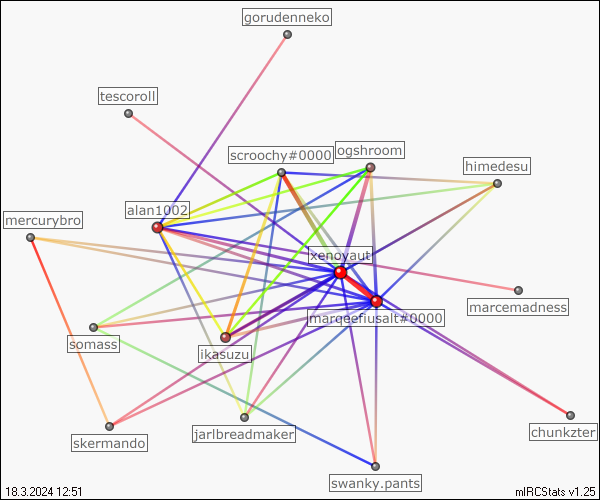 gorudenneko
tescoroll
scroochy#0000
ogshroom
himedesu
alan1002
mercurybro
xenoyaut
marcemadness
marqeefiusalt#0000
somass
ikasuzu
skermando
jarlbreadmaker
chunkzter
swanky.pants
18.3.2024 12:51
mIRCStats v1.25